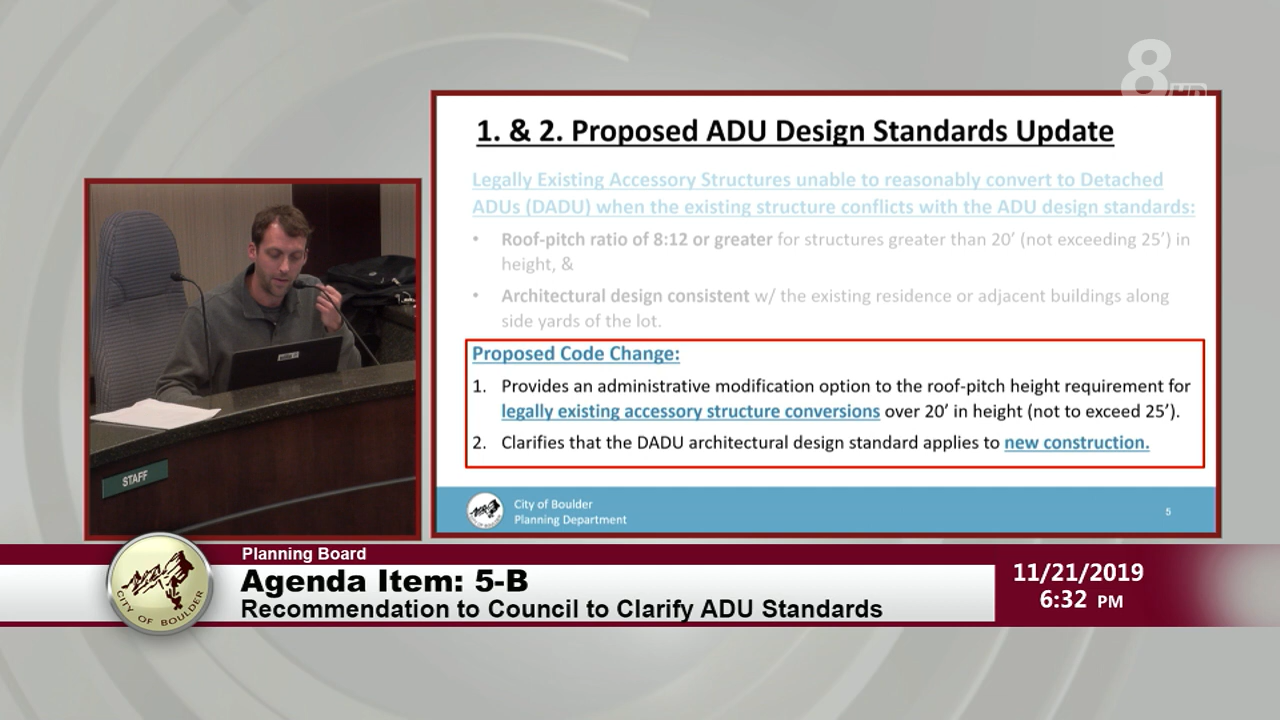 8
HD
1. & 2. Proposed ADU Design Standards Update
Legally Existing Accessory Structures unable to reasonably convert to Detached
ADUs (DADU) when the existing structure conflicts with the ADU design standards:
• Roof-pitch ratio of 8:12 or greater for structures greater than 20’ (not exceeding 25’) in
height, &
• Architectural design consistent w/ the existing residence or adjacent buildings along
side yards of the lot.
Proposed Code Change:
1. Provides an administrative modification option to the roof-pitch height requirement for
legally existing accessory structure conversions over 20’ in height (not to exceed 25’).
2. Clarifies that the DADU architectural design standard applies to new construction.
City of Boulder
Planning Department
5
STAFF
Planning Board
Agenda Item: 5-B
Recommendation to Council to Clarify ADU Standards
11/21/2019
6:32 PM
CITY OF BOULDER